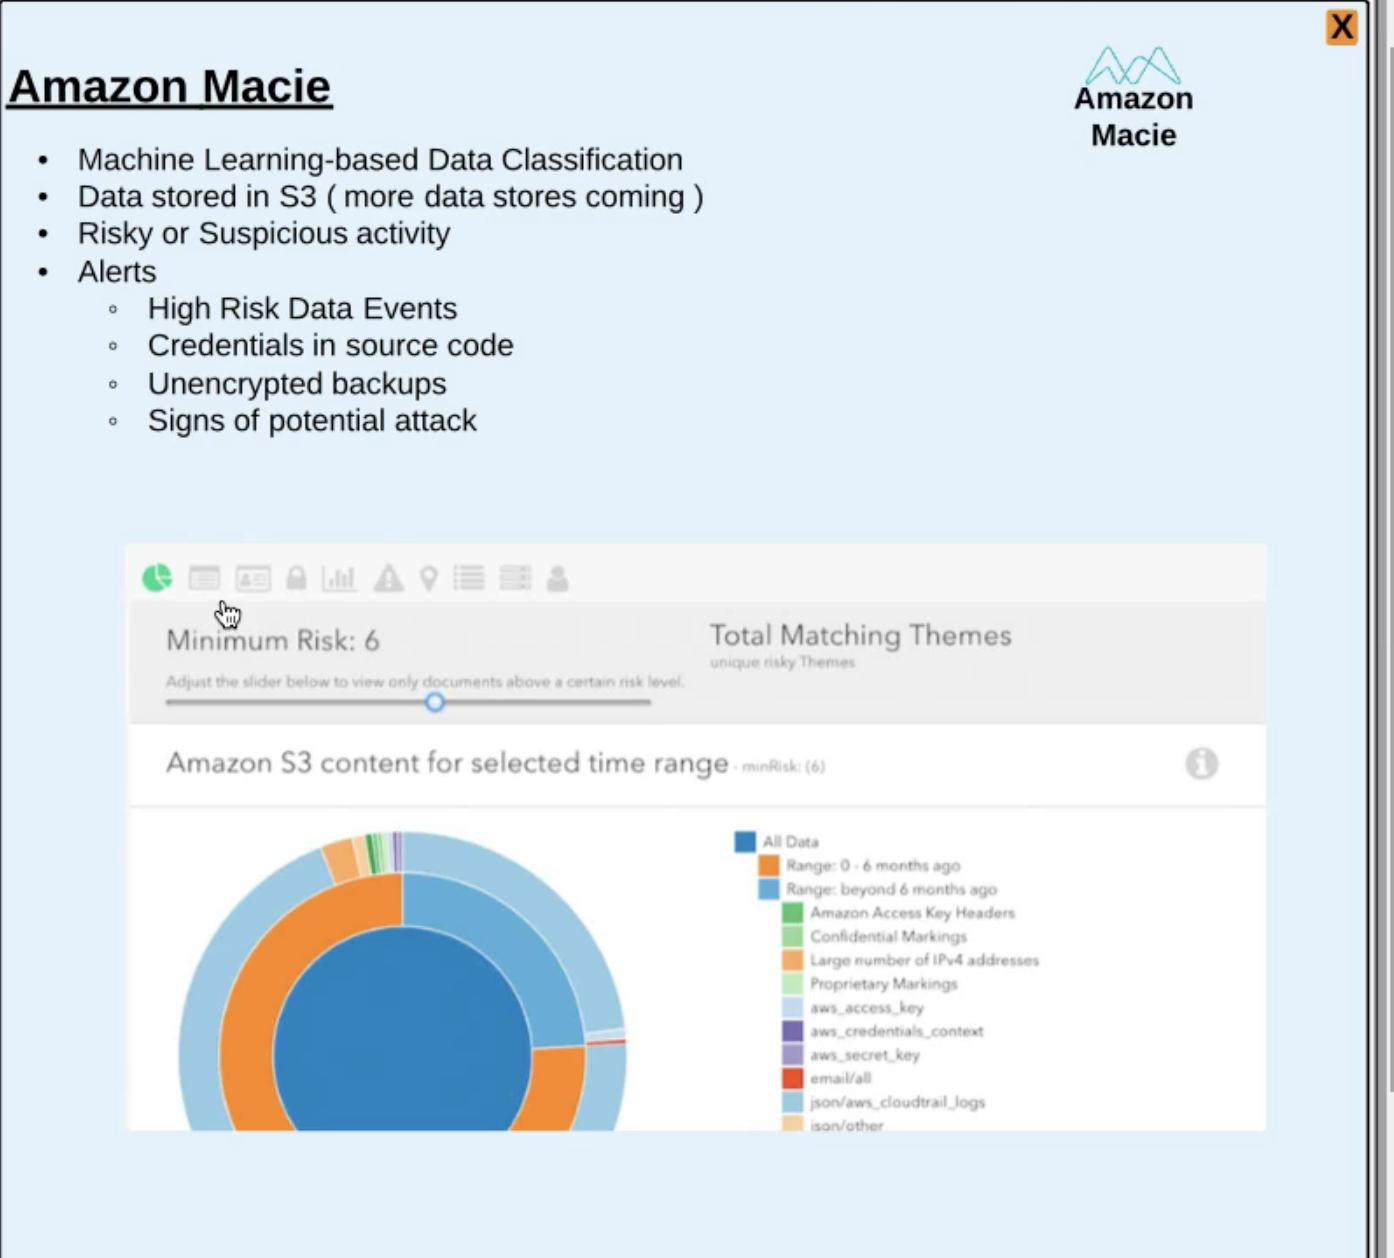 X
Amazon Macie
Amazon
Macie
• Machine Learning-based Data Classification
• Data stored in S3 ( more data stores coming )
• Risky or Suspicious activity
• Alerts
◦ High Risk Data Events
◦ Credentials in source code
◦ Unencrypted backups
◦ Signs of potential attack
Minimum Risk: 6
Adjust the slider below to view only documents above a certain risk level.
Total Matching Themes
unique risky Themes
Amazon S3 content for selected time range - minRisk: (6)
All Data
Range: 0 - 6 months ago
Range: beyond 6 months ago
Amazon Access Key Headers
Confidential Markings
Large number of IPv4 addresses
Proprietary Markings
aws_access_key
aws_credentials_context
aws_secret_key
email/all
json/aws_cloudtrail_logs
json/other